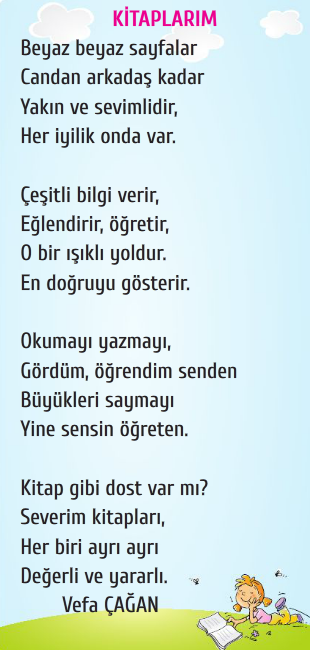 KİTAPLARIM
Beyaz beyaz sayfalar
Candan arkadaş kadar
Yakın ve sevimlidir,
Her iyilik onda var.
Çeşitli bilgi verir,
Eğlendirir, öğretir,
O bir ışıklı yoldur.
En doğruyu gösterir.
Okumayı yazmayı,
Gördüm, öğrendim senden
Büyükleri saymayı
Yine sensin öğreten.
Kitap gibi dost var mı?
Severim kitapları,
Her biri ayrı ayrı
Değerli ve yararlı.
Vefa ÇAĞAN